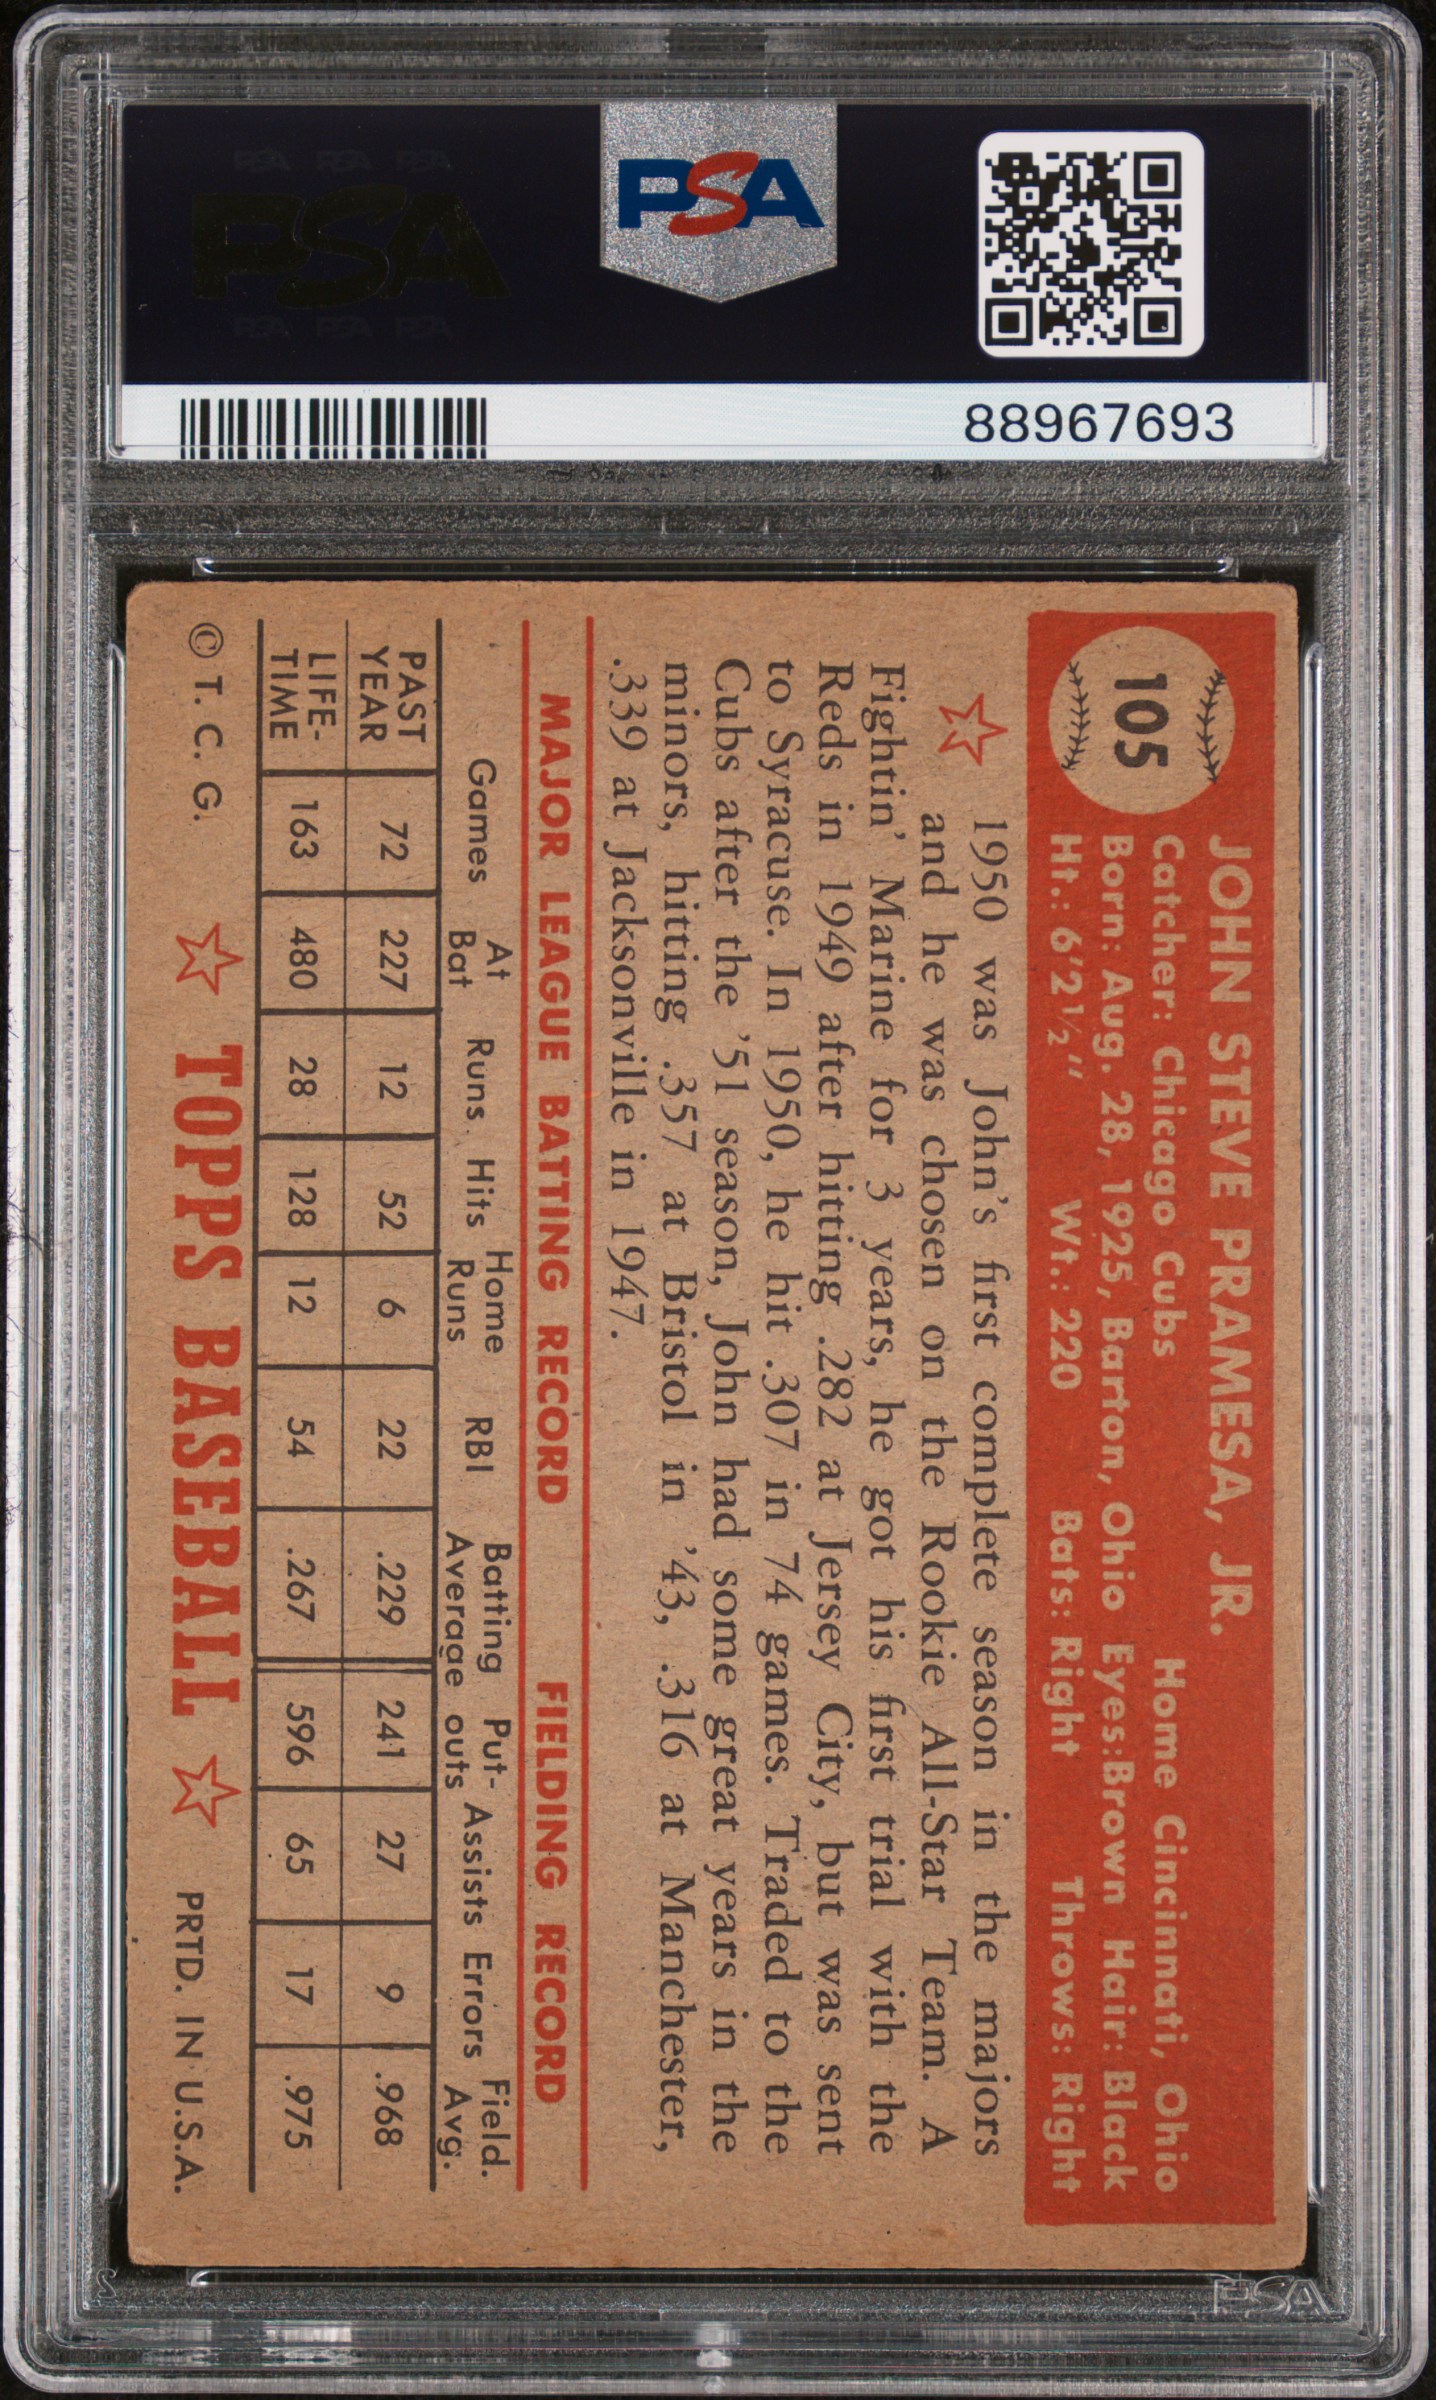 PSA PSA PSA
PSA
PSA PSA PSA
PSA
88967693
105
JOHN STEVE PRAMESA, JR.
Catcher: Chicago Cubs Home Cincinnati, Ohio
Born: Aug. 28, 1925, Barton, Ohio Eyes:Brown Hair: Black
Ht.: 6'2½" Wt.: 220 Bats: Right Throws: Right
1950 was John's first complete season in the majors
and he was chosen on the Rookie All-Star Team. A
Fightin' Marine for 3 years, he got his first trial with the
Reds in 1949 after hitting .282 at Jersey City, but was sent
to Syracuse. In 1950, he hit .307 in 74 games. Traded to the
Cubs after the '51 season, John had some great years in the
minors, hitting .357 at Bristol in '43, .316 at Manchester,
.339 at Jacksonville in 1947.
MAJOR LEAGUE BATTING RECORD FIELDING RECORD
Games At Bat Runs Hits Home Runs RBI Batting Average Put-outs Assists Errors Field. Avg.
PAST YEAR 72 227 12 52 6 22 .229 241 27 9 .968
LIFE-TIME 163 480 28 128 12 54 .267 596 65 17 .975
© T. C. G. TOPPS BASEBALL PRTD. IN U.S.A.
PSA